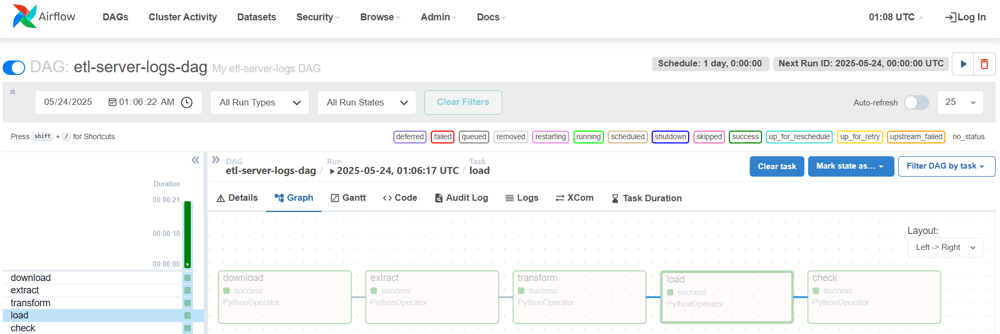 Airflow DAGs Cluster Activity Datasets Security Browse Admin Docs 01:08 UTC Log In
DAG: etl-server-logs-dag My etl-server-logs DAG Schedule: 1 day, 0:00:00 Next Run ID: 2025-05-24, 00:00:00 UTC
05/24/2025 01:06:22 AM All Run Types All Run States Clear Filters Auto-refresh 25
Press shift + / for Shortcuts deferred failed queued removed restarting running scheduled shutdown skipped success up_for_reschedule up_for_retry upstream_failed no_status
DAG Run Task
etl-server-logs-dag / 2025-05-24, 01:06:17 UTC / load Clear task Mark state as... Filter DAG by task
Duration
00:00:21
00:00:10
00:00:00
download
extract
transform
load
check
Details Graph Gantt Code Audit Log Logs XCom Task Duration
Layout:
Left -> Right
download
success
PythonOperator
extract
success
PythonOperator
transform
success
PythonOperator
load
success
PythonOperator
check
success
PythonOperator